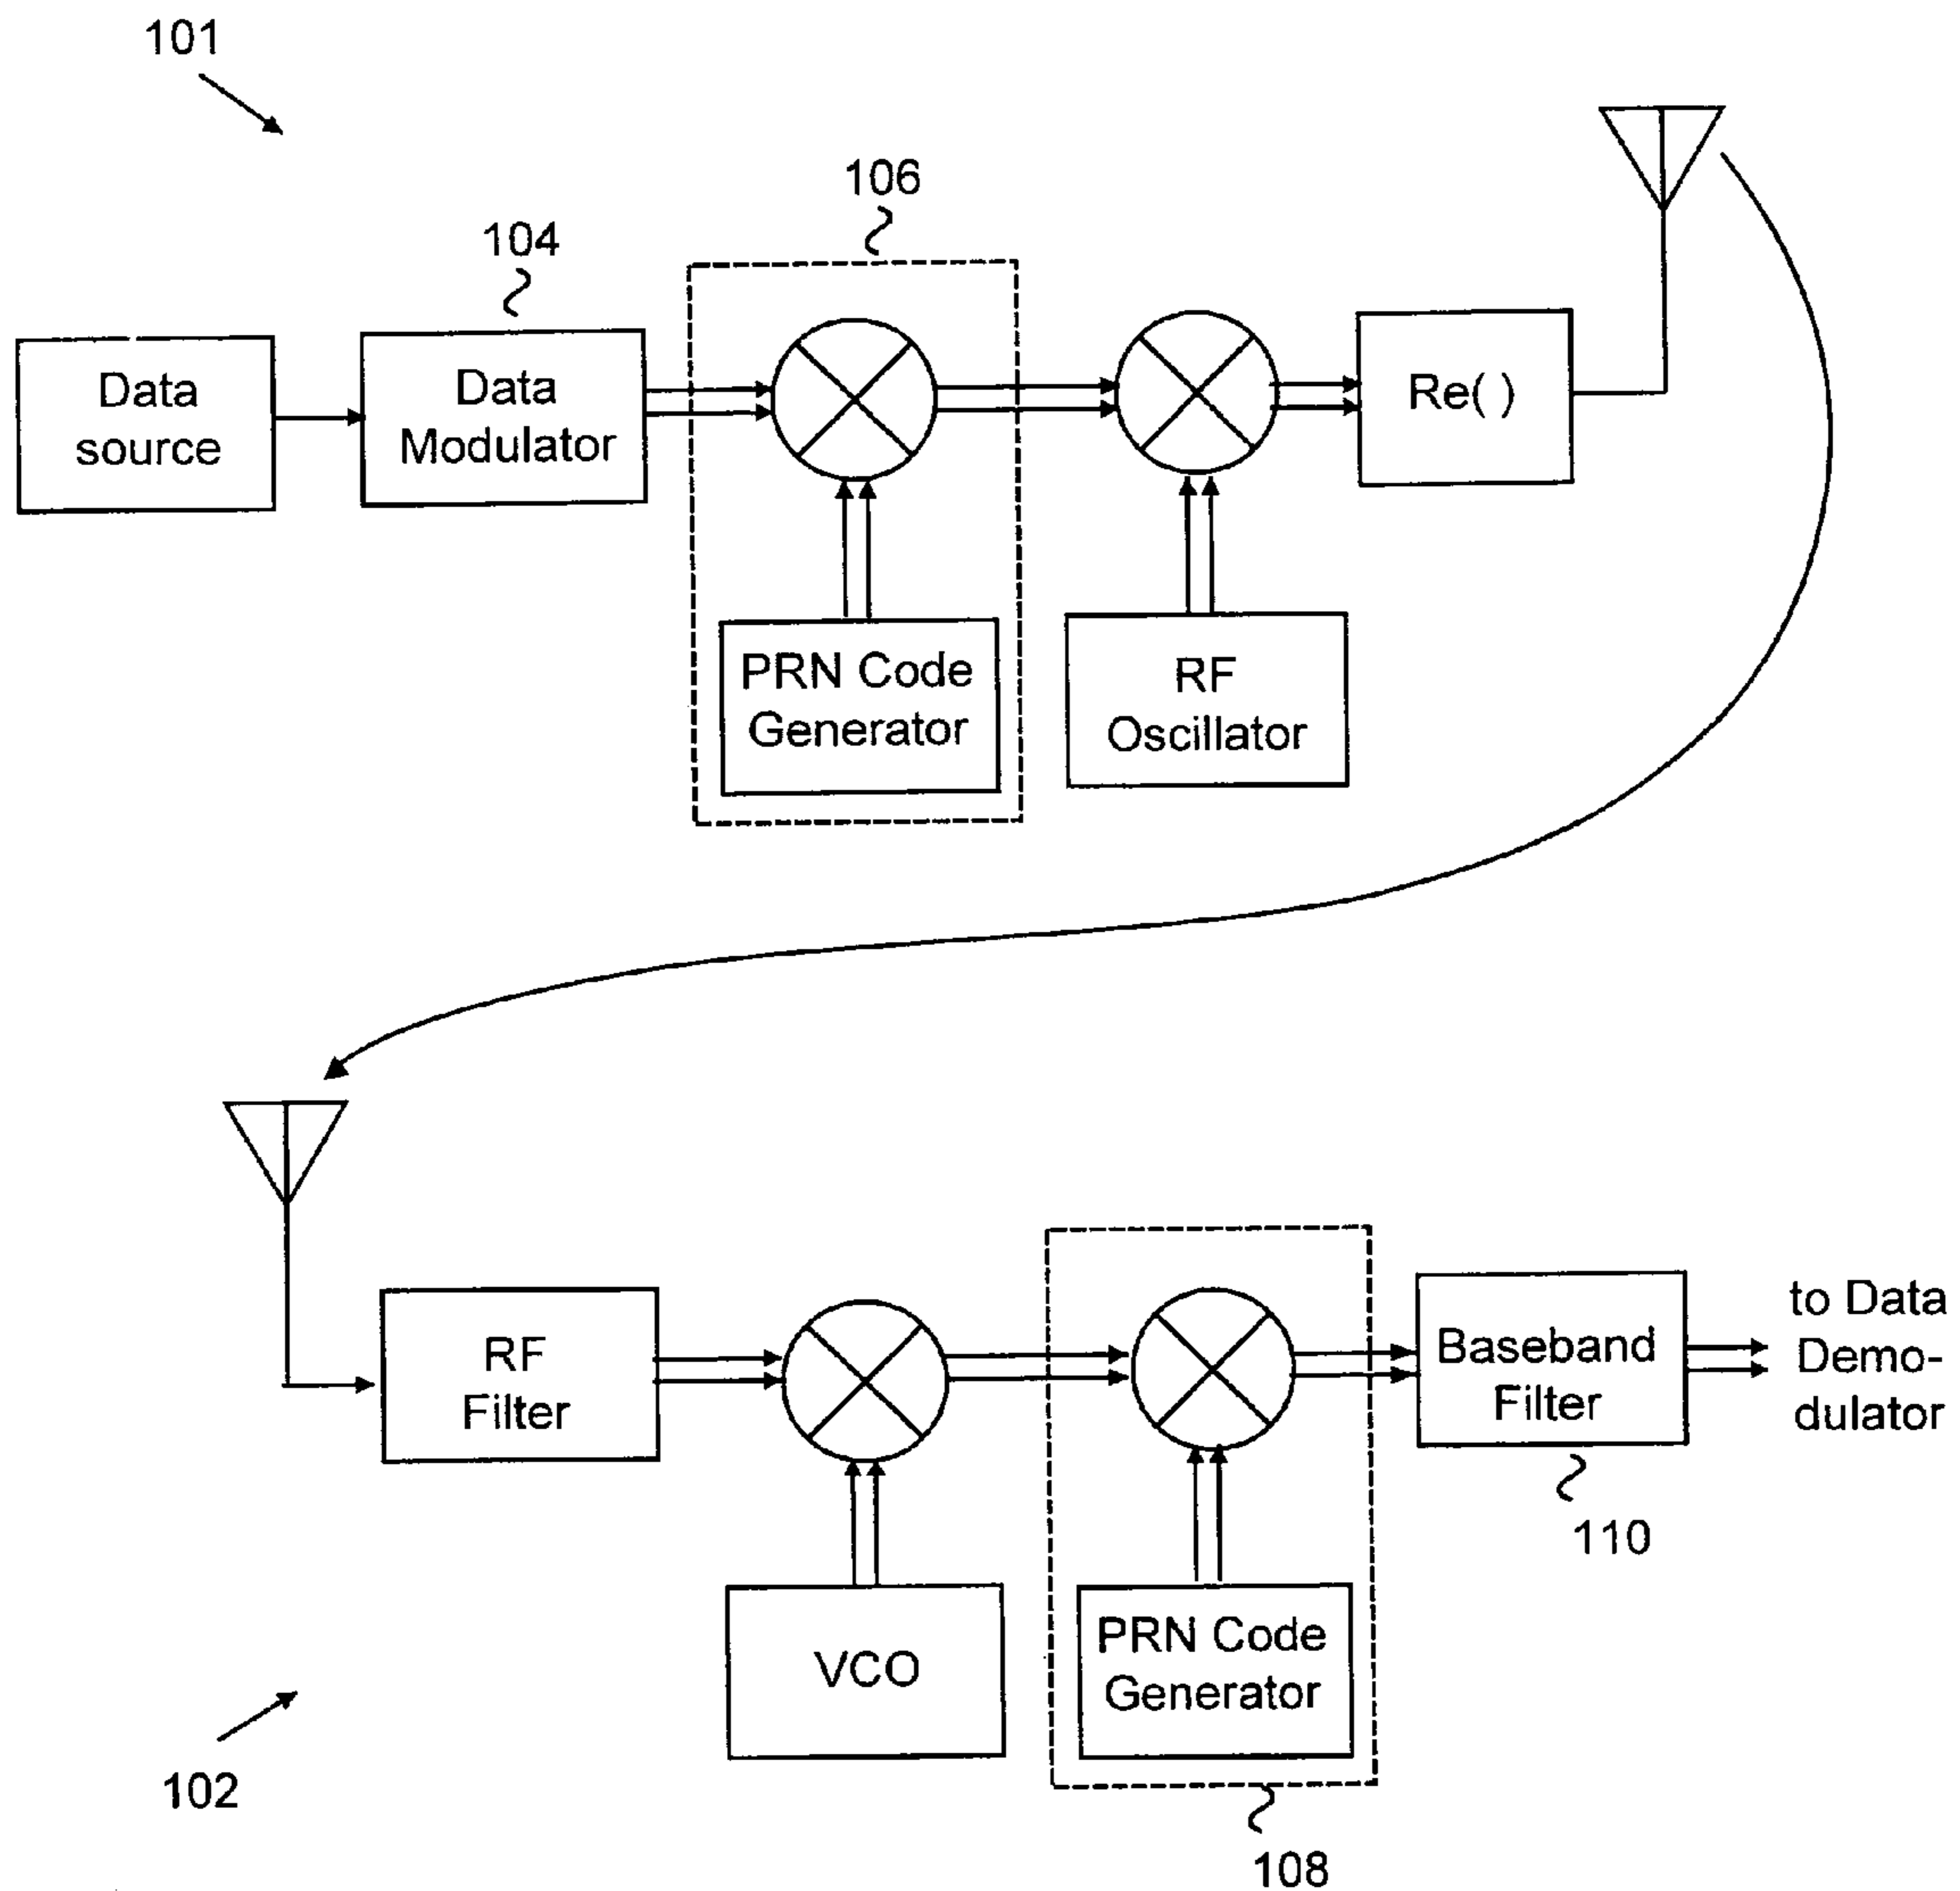 101
106
104
Data
source
Data
Modulator
Re( )
PRN Code
Generator
RF
Oscillator
RF
Filter
Baseband
Filter
to Data
Demo-
dulator
110
VCO
PRN Code
Generator
102
108